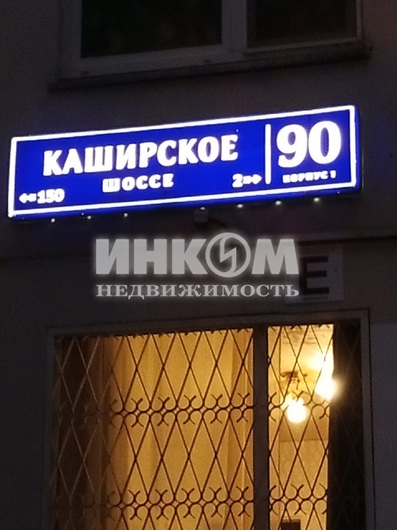 КАШИРСКОЕ
ШОССЕ
←150
2→
90
КОРПУС 1
ИНКОМ
НЕДВИЖИМОСТЬ
Е